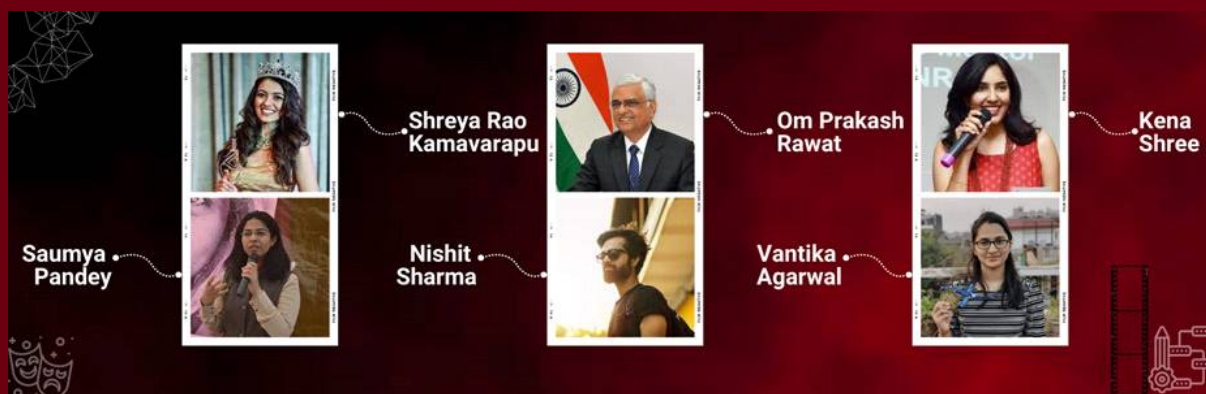 Shreya Rao
Kamavarapu
Om Prakash
Rawat
Kena
Shree
Saumya
Pandey
Nishit
Sharma
Vantika
Agarwal